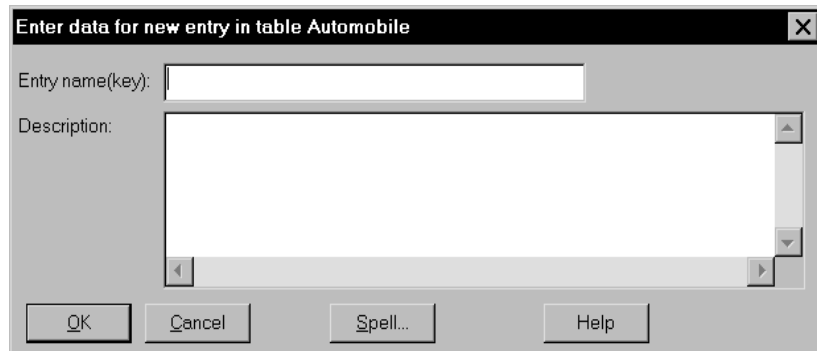 Enter data for new entry in table Automobile
Entry name(key):
Description:
OK Cancel Spell... Help